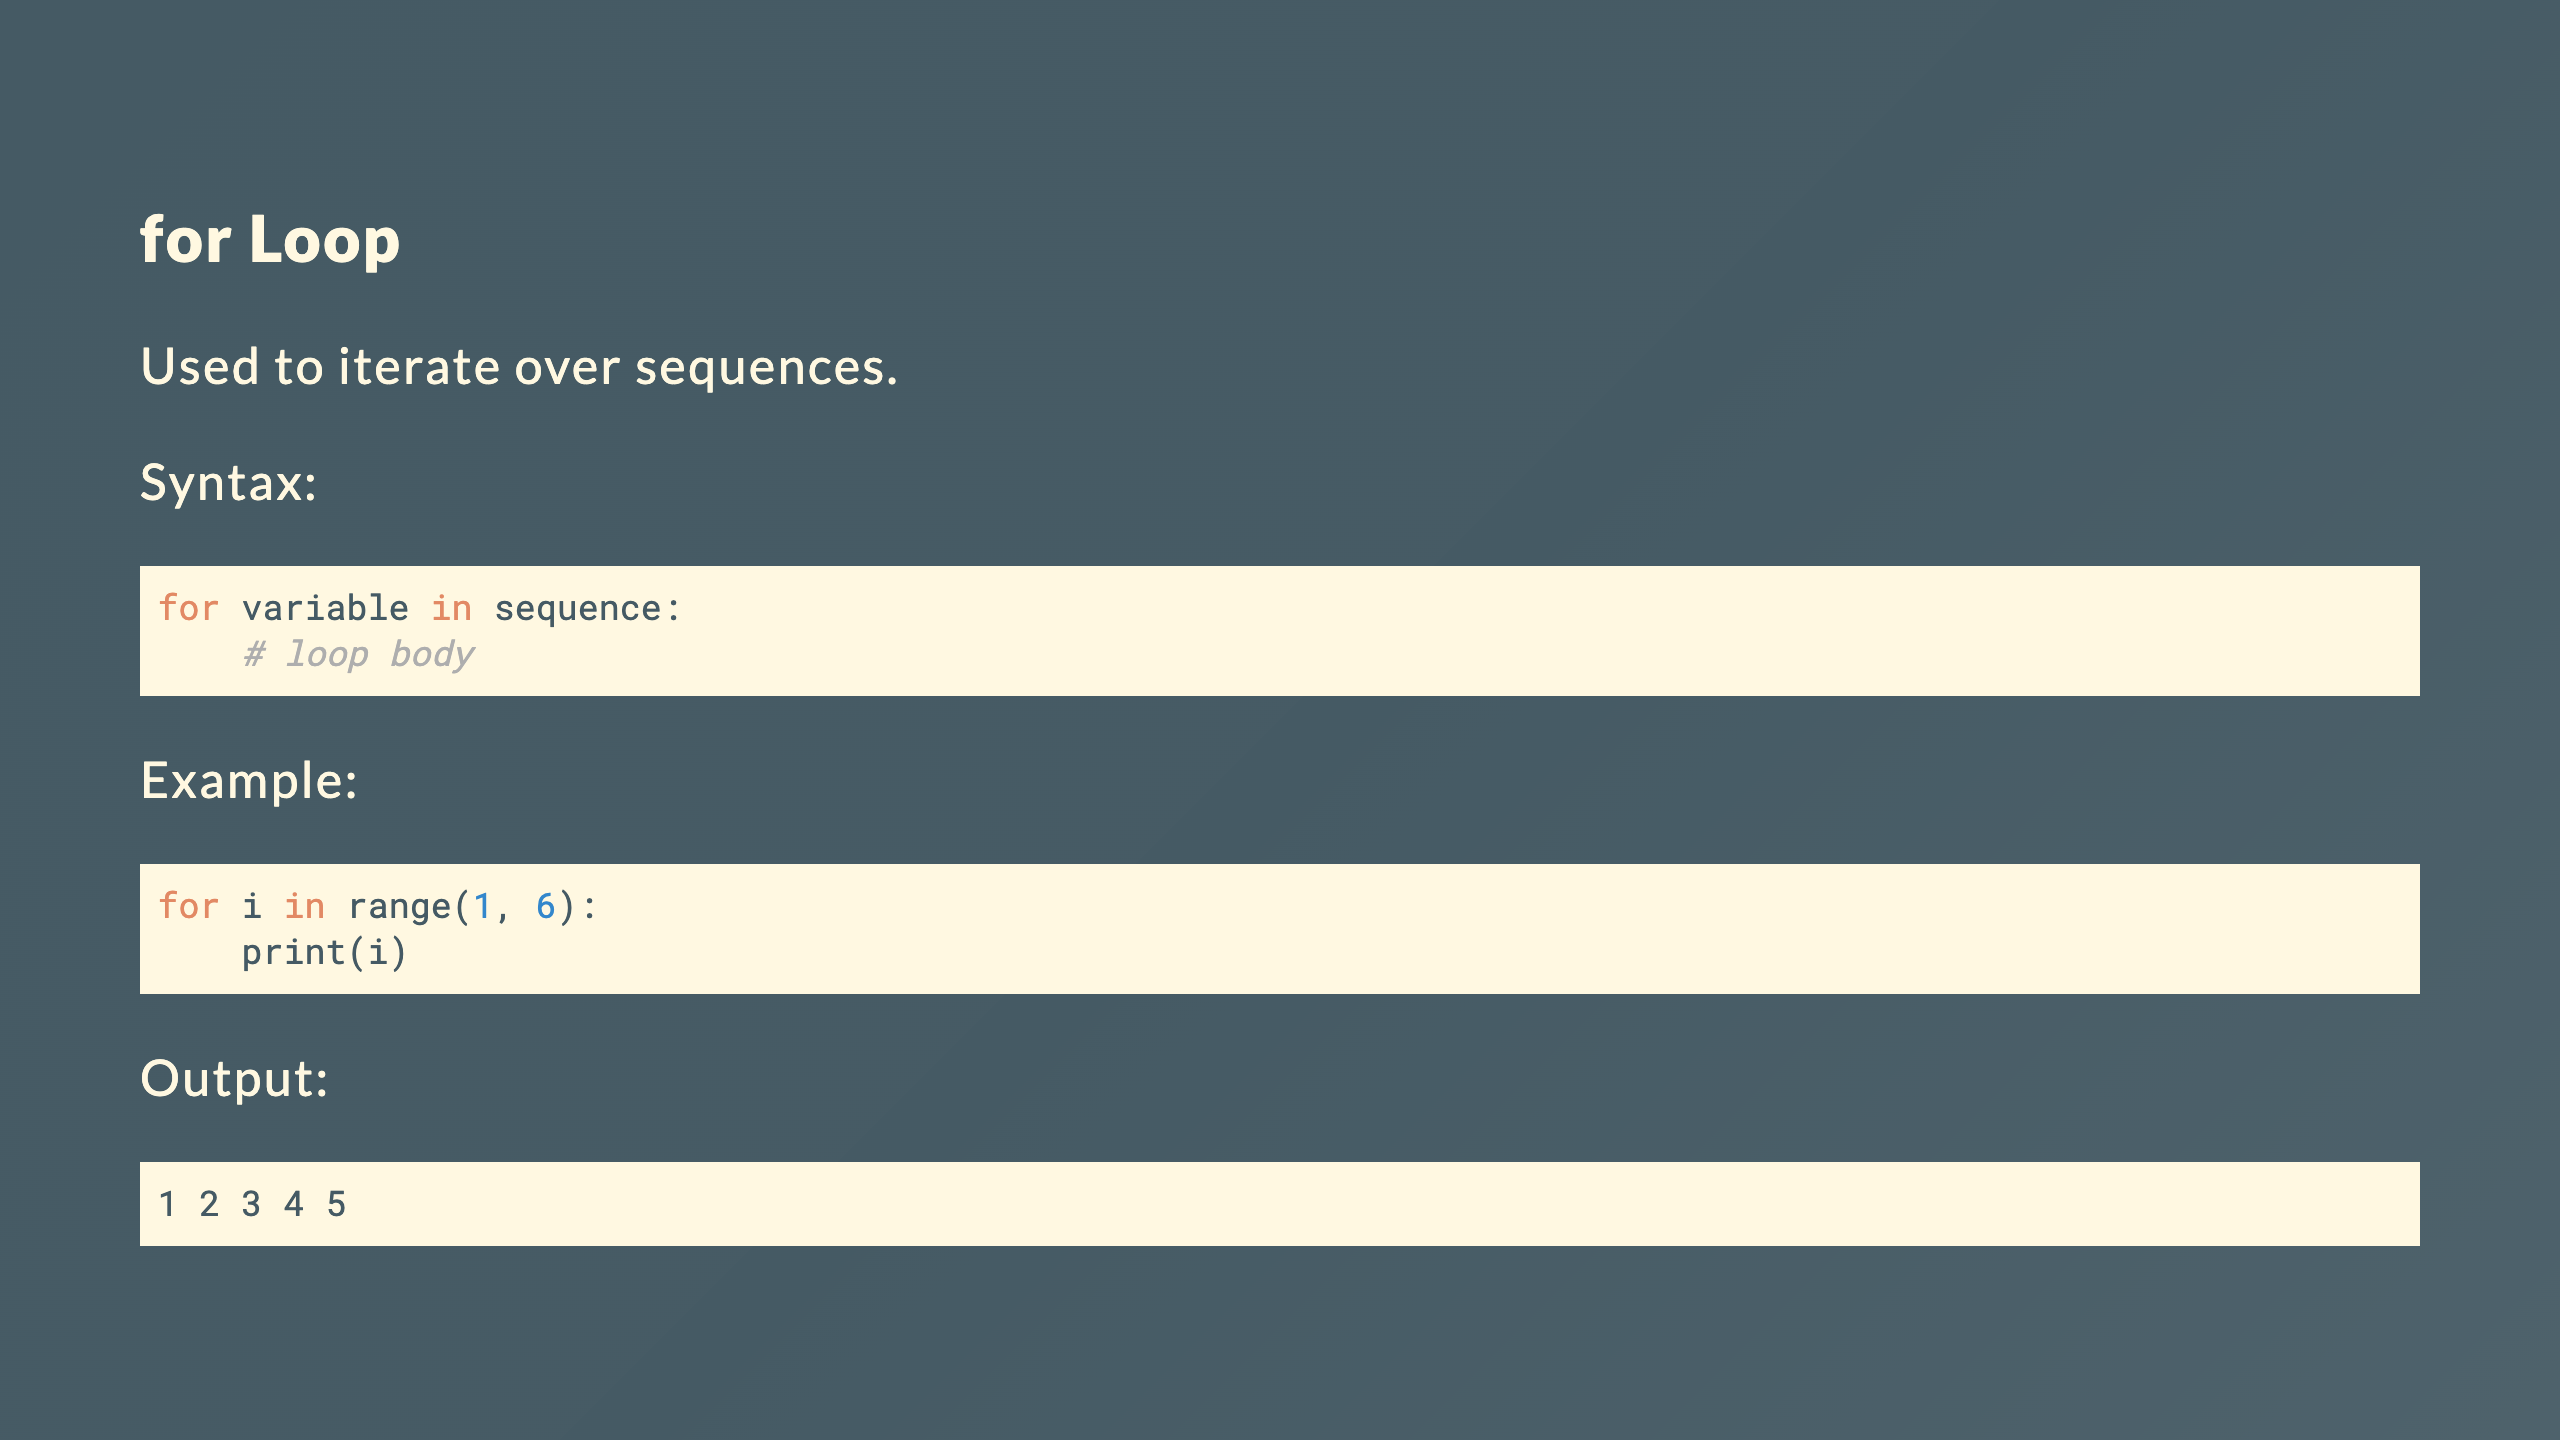 for Loop
Used to iterate over sequences.
Syntax:
for variable in sequence:
    # loop body
Example:
for i in range(1, 6):
    print(i)
Output:
1 2 3 4 5